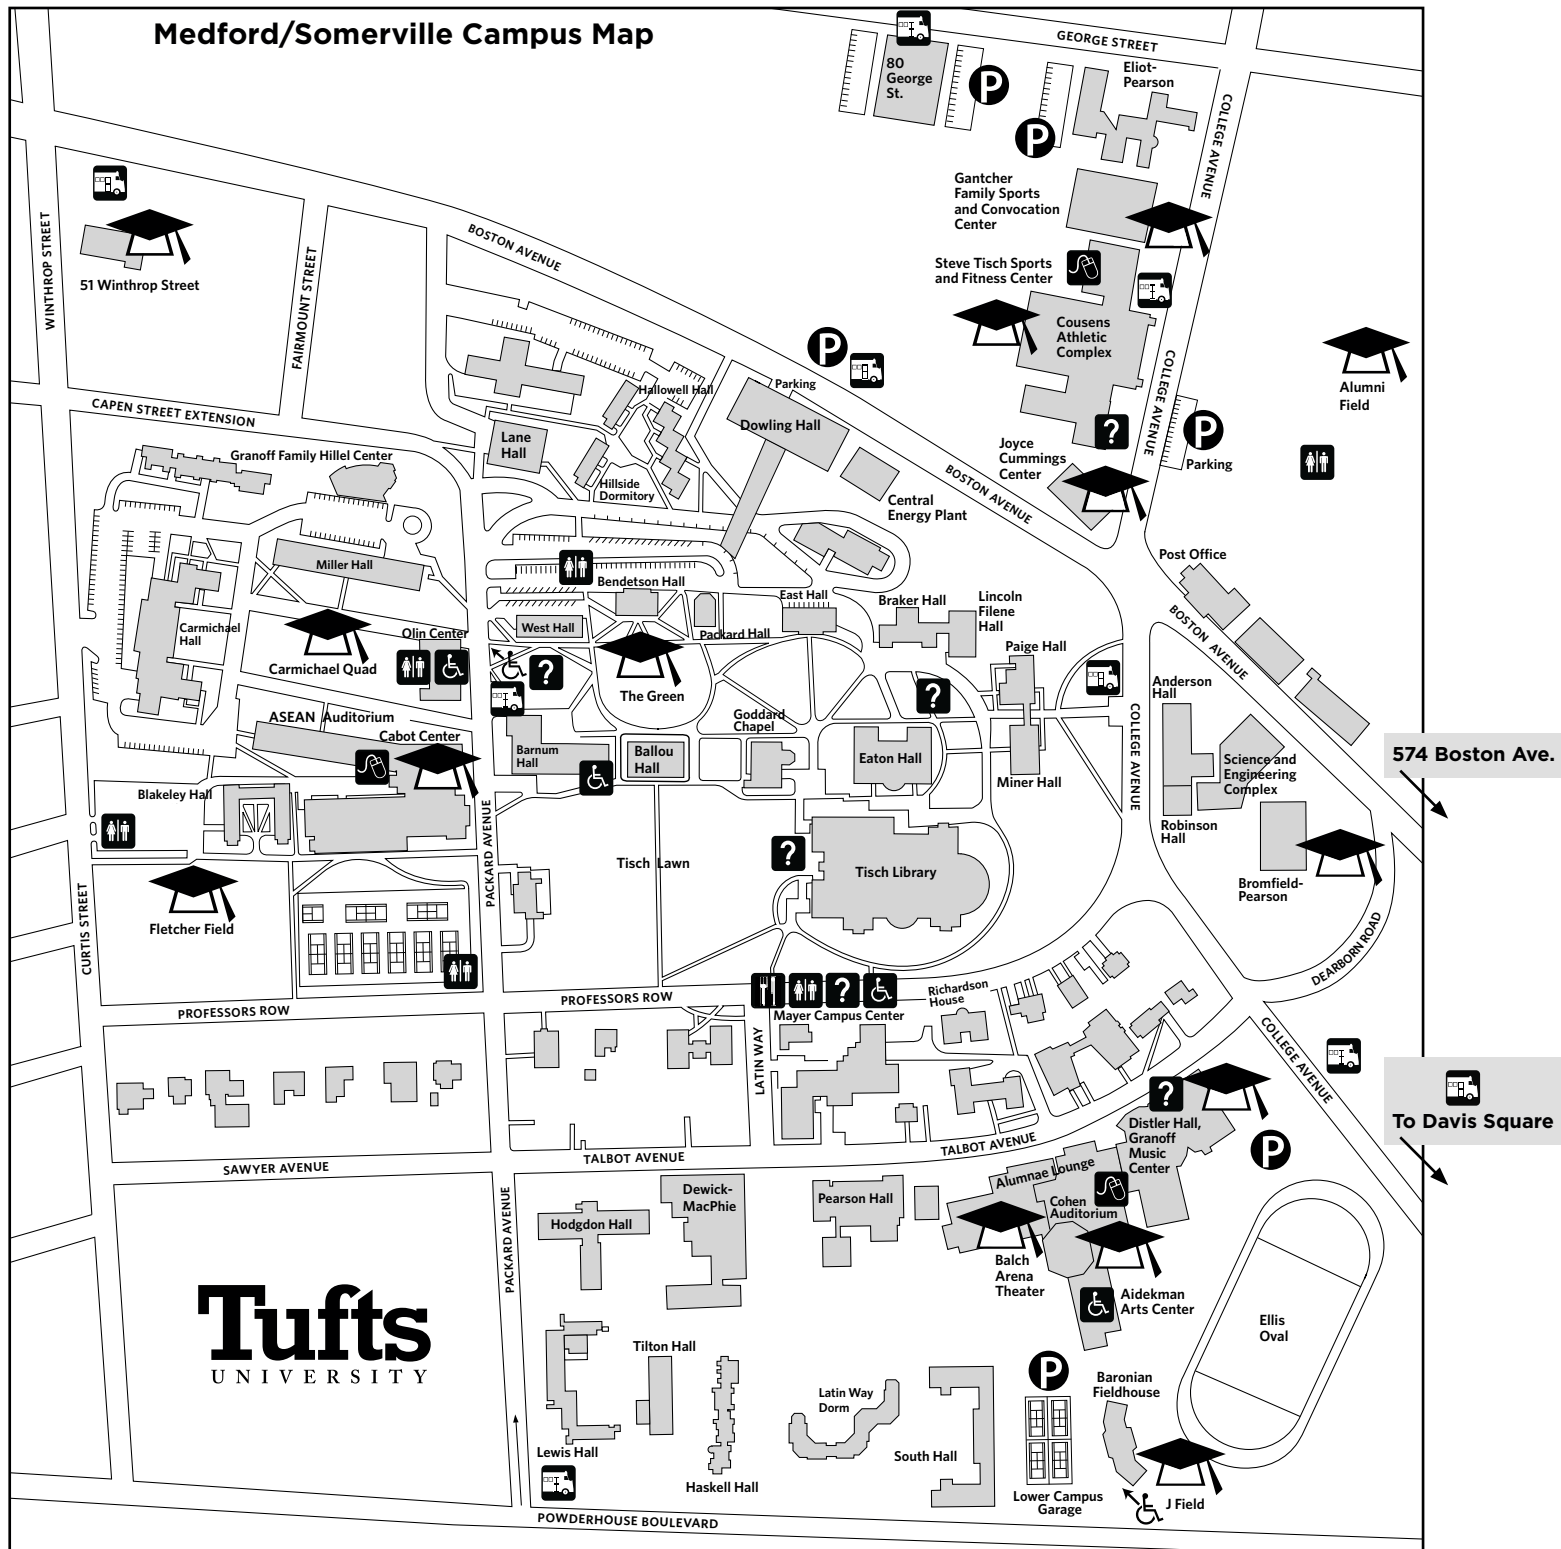 Medford/Somerville Campus Map
GEORGE STREET
80
George
St.
P
P
Eliot-
Pearson
COLLEGE AVENUE
Gantcher
Family Sports
and Convocation
Center
WINTHROP STREET
51 Winthrop Street
FAIRMOUNT STREET
BOSTON AVENUE
Steve Tisch Sports
and Fitness Center
Cousens
Athletic
Complex
COLLEGE AVENUE
P
Alumni
Field
Parking
Hallowell Hall
CAPEN STREET EXTENSION
Dowling Hall
Lane
Hall
?
P
Parking
Joyce
Cummings
Center
Granoff Family Hillel Center
Hillside
Dormitory
BOSTON AVENUE
Central
Energy Plant
Miller Hall
Post Office
Bendetson Hall
East Hall
Braker Hall
Lincoln
Filene
Hall
BOSTON AVENUE
Carmichael
Hall
Olin Center
West Hall
Packard Hall
Paige Hall
Carmichael Quad
?
The Green
?
Anderson
Hall
ASEAN Auditorium
Cabot Center
Goddard
Chapel
COLLEGE AVENUE
Barnum
Hall
Ballou
Hall
Eaton Hall
Miner Hall
Science and
Engineering
Complex
574 Boston Ave.
Blakeley Hall
PACKARD AVENUE
Robinson
Hall
Tisch Lawn
?
Tisch Library
Bromfield-
Pearson
CURTIS STREET
Fletcher Field
DEARBORN ROAD
PROFESSORS ROW
PROFESSORS ROW
?
Mayer Campus Center
Richardson
House
LATIN WAY
COLLEGE AVENUE
To Davis Square
?
Distler Hall,
Granoff
Music
Center
P
SAWYER AVENUE
TALBOT AVENUE
TALBOT AVENUE
Alumnae Lounge
PACKARD AVENUE
Hodgdon Hall
Dewick-
MacPhie
Pearson Hall
Cohen
Auditorium
Balch
Arena
Theater
Aidekman
Arts Center
Ellis
Oval
Tufts
UNIVERSITY
Tilton Hall
P
Baronian
Fieldhouse
Latin Way
Dorm
Lewis Hall
Haskell Hall
South Hall
Lower Campus
Garage
J Field
POWDERHOUSE BOULEVARD